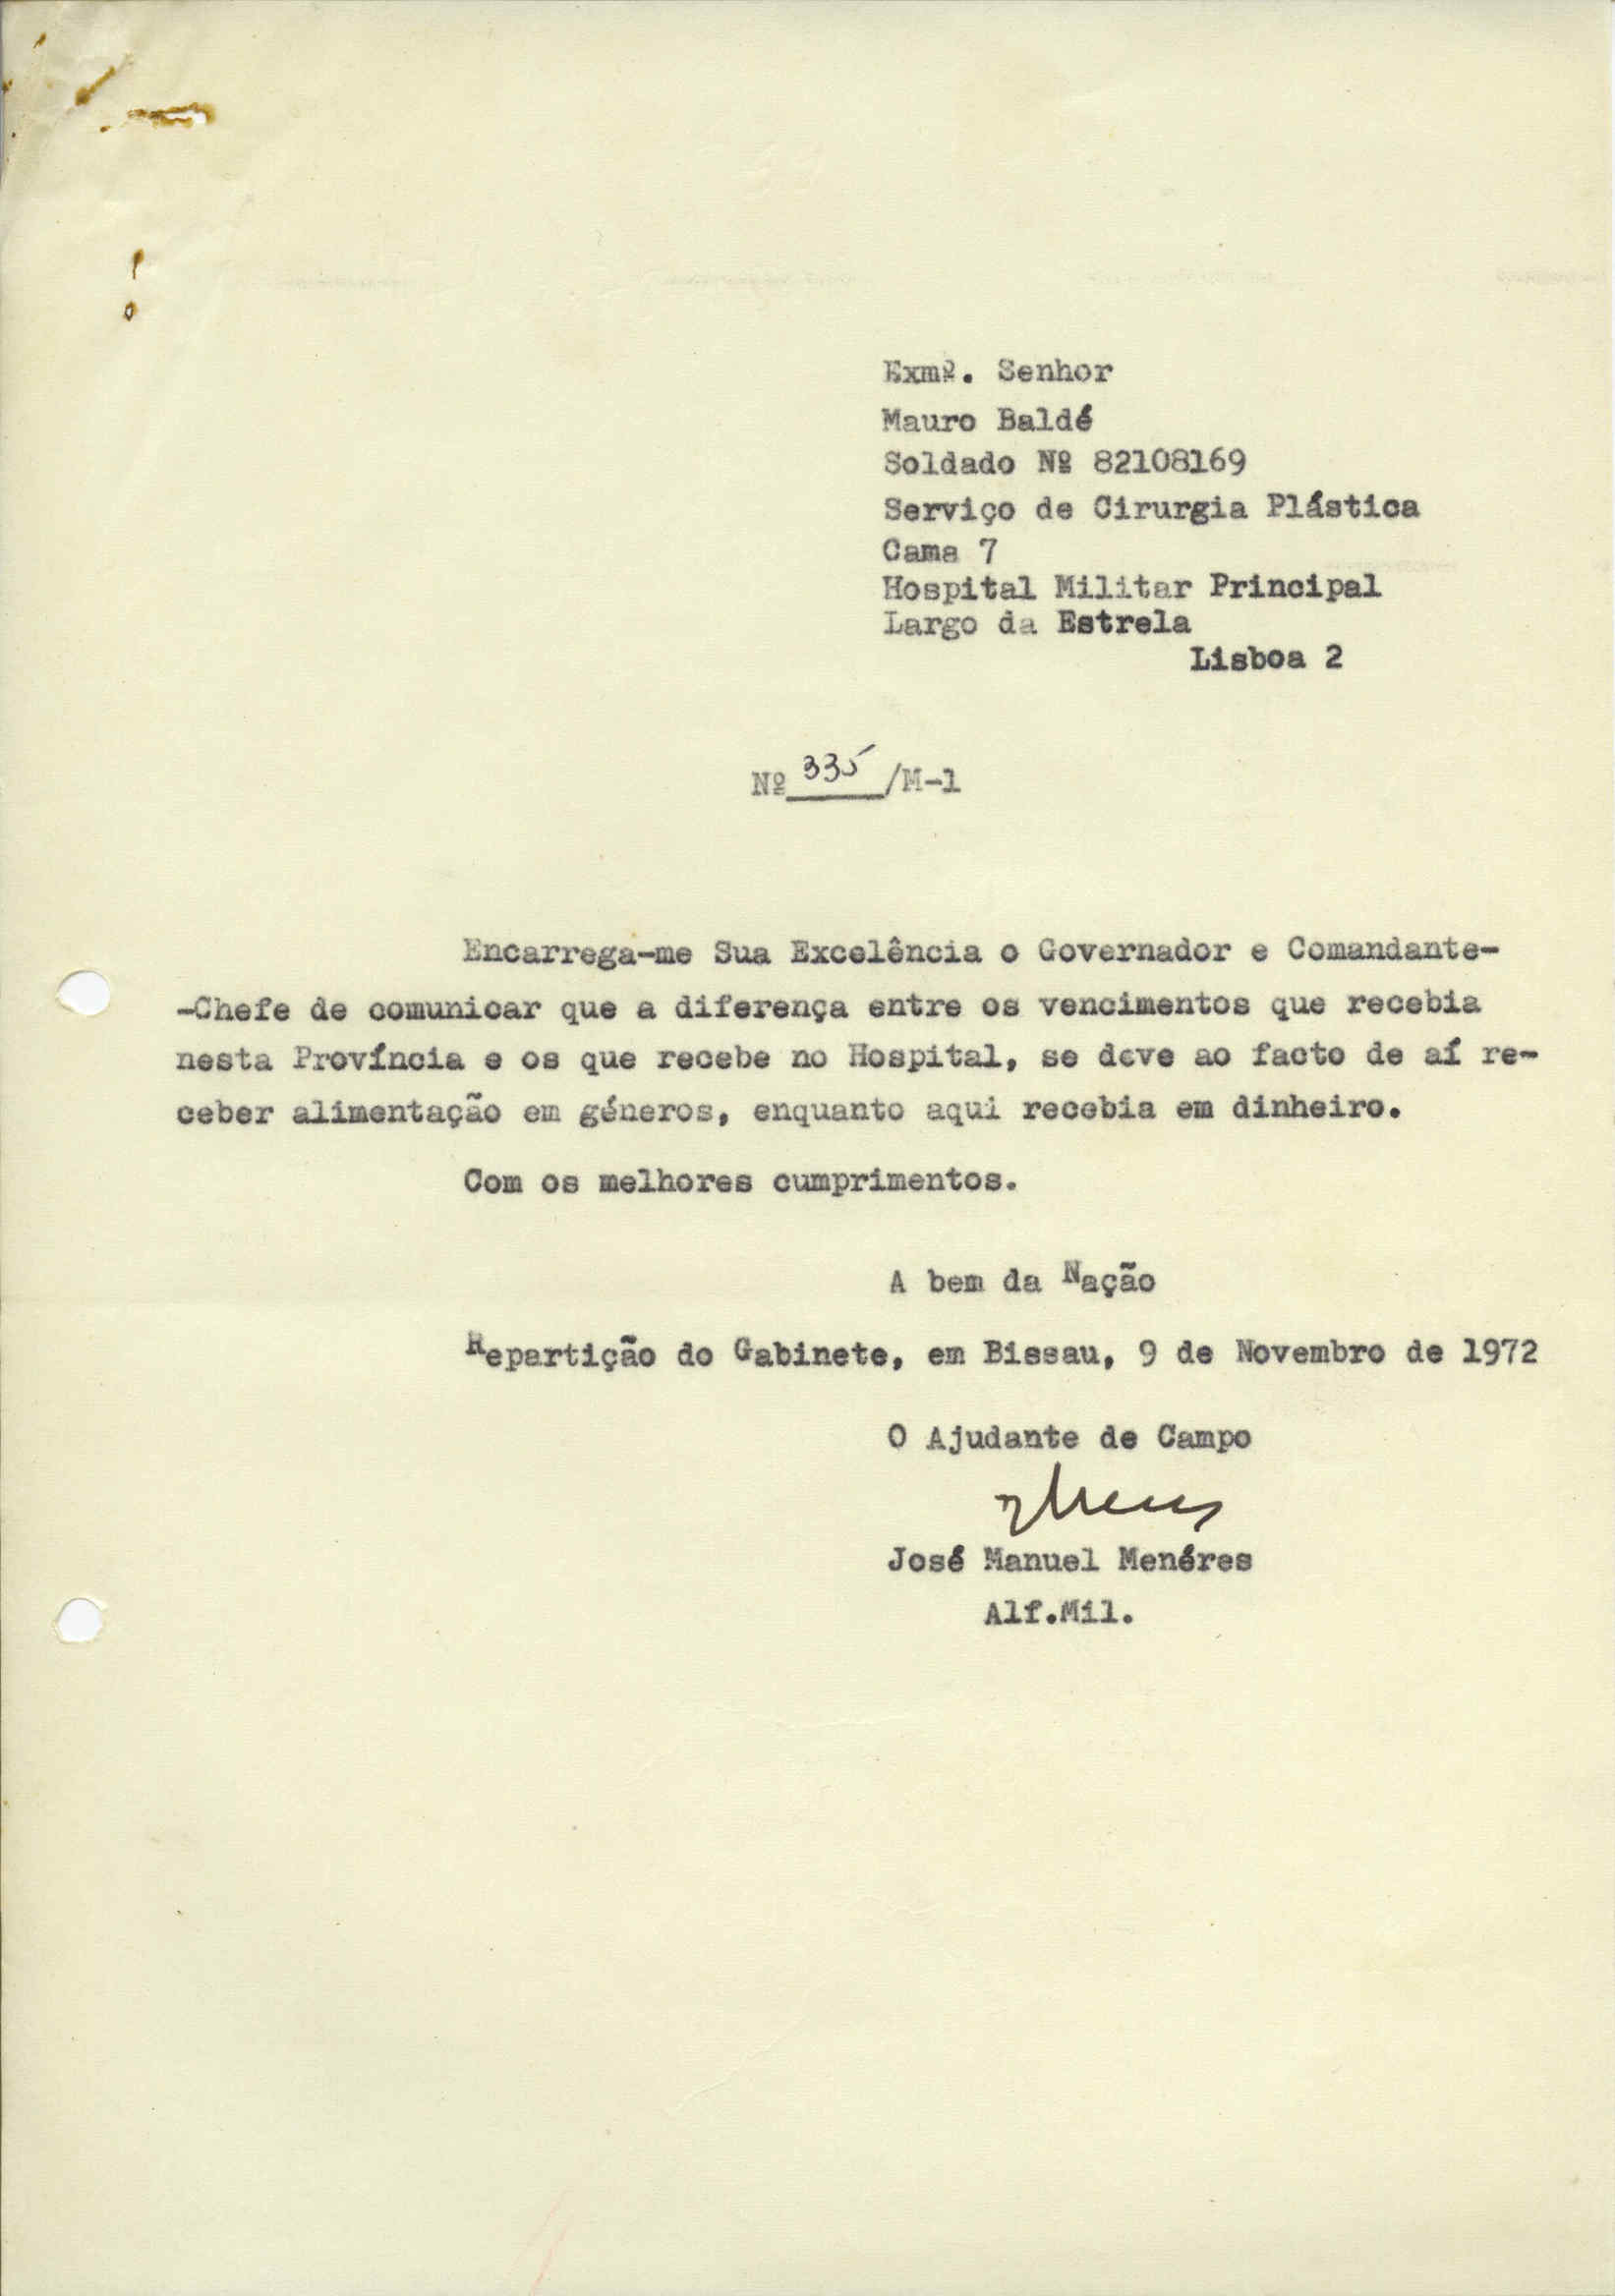 Exmº. Senhor
Mauro Baldé
Soldado Nº 82108169
Serviço de Cirurgia Plástica
Cama 7
Hospital Militar Principal
Largo da Estrela
Lisboa 2
Nº 335 /M-1
Encarrega-me Sua Excelência o Governador e Comandante-
-Chefe de comunicar que a diferença entre os vencimentos que recebia
nesta Província e os que recebe no Hospital, se deve ao facto de aí re-
ceber alimentação em géneros, enquanto aqui recebia em dinheiro.
Com os melhores cumprimentos.
A bem da Nação
Repartição do Gabinete, em Bissau, 9 de Novembro de 1972
O Ajudante de Campo
José Manuel Menéres
Alf.Mil.